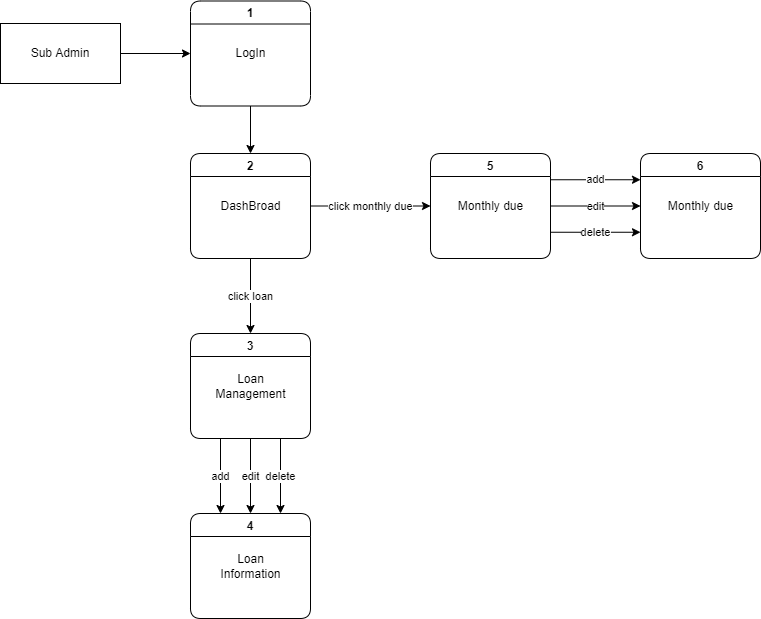 1
Sub Admin
LogIn
2
DashBroad
click monthly due
5
Monthly due
add
edit
delete
6
Monthly due
click loan
3
Loan
Management
add
edit
delete
4
Loan
Information